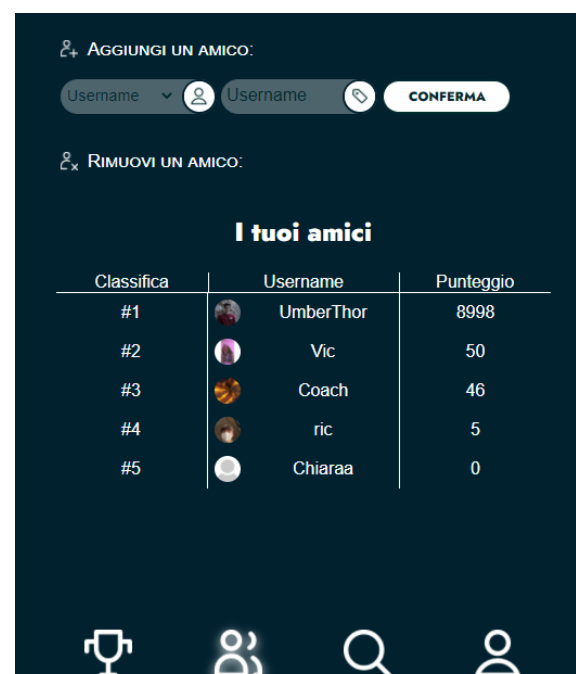 Aggiungi un amico:
Username Username CONFERMA
Rimuovi un amico:
I tuoi amici
Classifica Username Punteggio
#1 UmberThor 8998
#2 Vic 50
#3 Coach 46
#4 ric 5
#5 Chiaraa 0